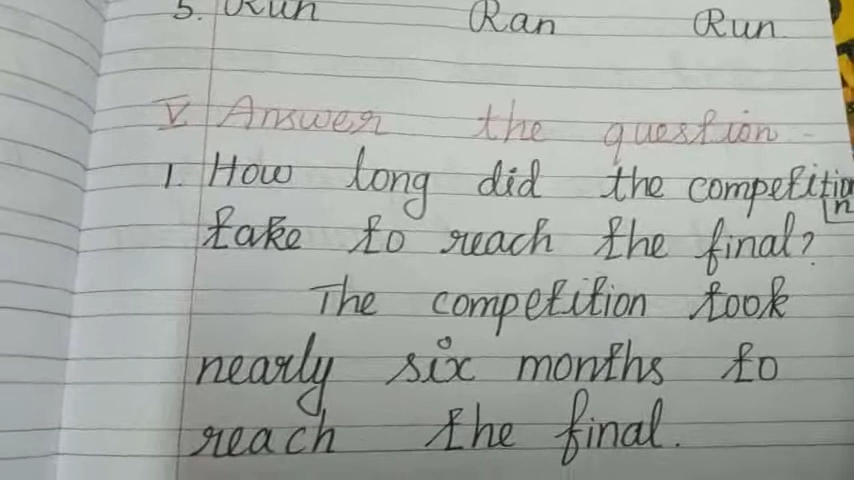 5. Run Ran Run
V Answer the question -
1. How long did the competition
take to reach the final?
The competition took
nearly six months to
reach the final.